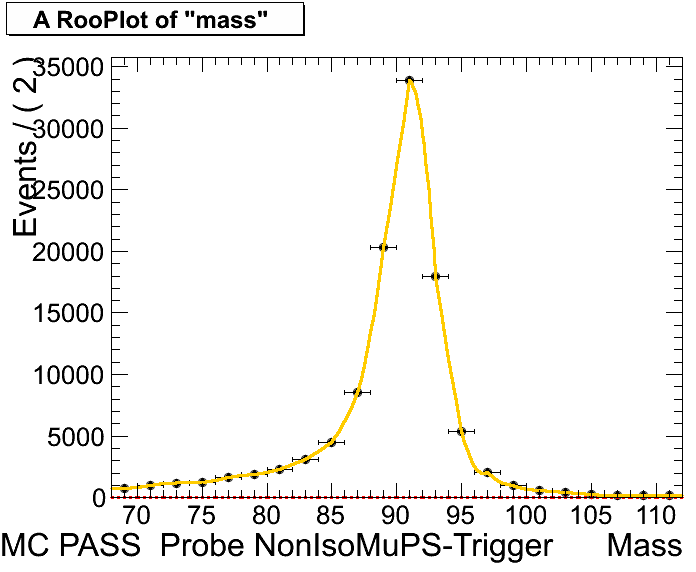 A RooPlot of "mass"
Events / ( 2 )
35000
30000
25000
20000
15000
10000
5000
0
70 75 80 85 90 95 100 105 110
MC PASS Probe NonIsoMuPS-Trigger Mass